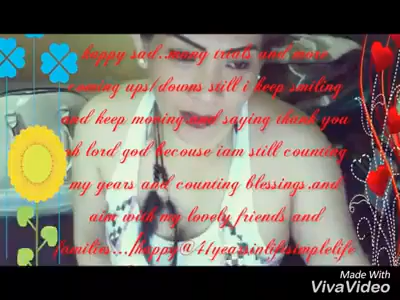 happy sad..many trials and more
coming ups/downs still i keep smiling
and keep moving and saying thank you
oh lord god becouse iam still counting
my years and counting blessings.and
aim with my lovely friends and
families...happy@41yearsinlifesimplelife
Made With
VivaVideo